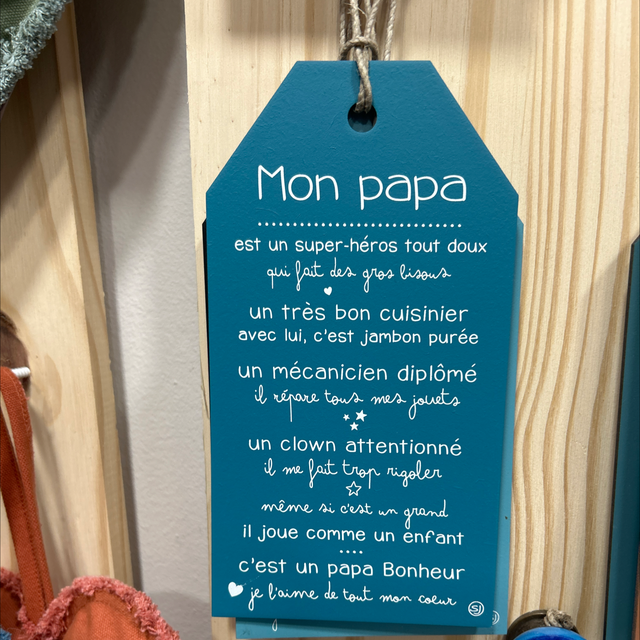 Mon papa
est un super-héros tout doux
qui fait des gros bisous
un très bon cuisinier
avec lui, c'est jambon purée
un mécanicien diplômé
il répare tous mes jouets
un clown attentionné
il me fait trop rigoler
même si c'est un grand
il joue comme un enfant
c'est un papa Bonheur
je l'aime de tout mon coeur
SJ